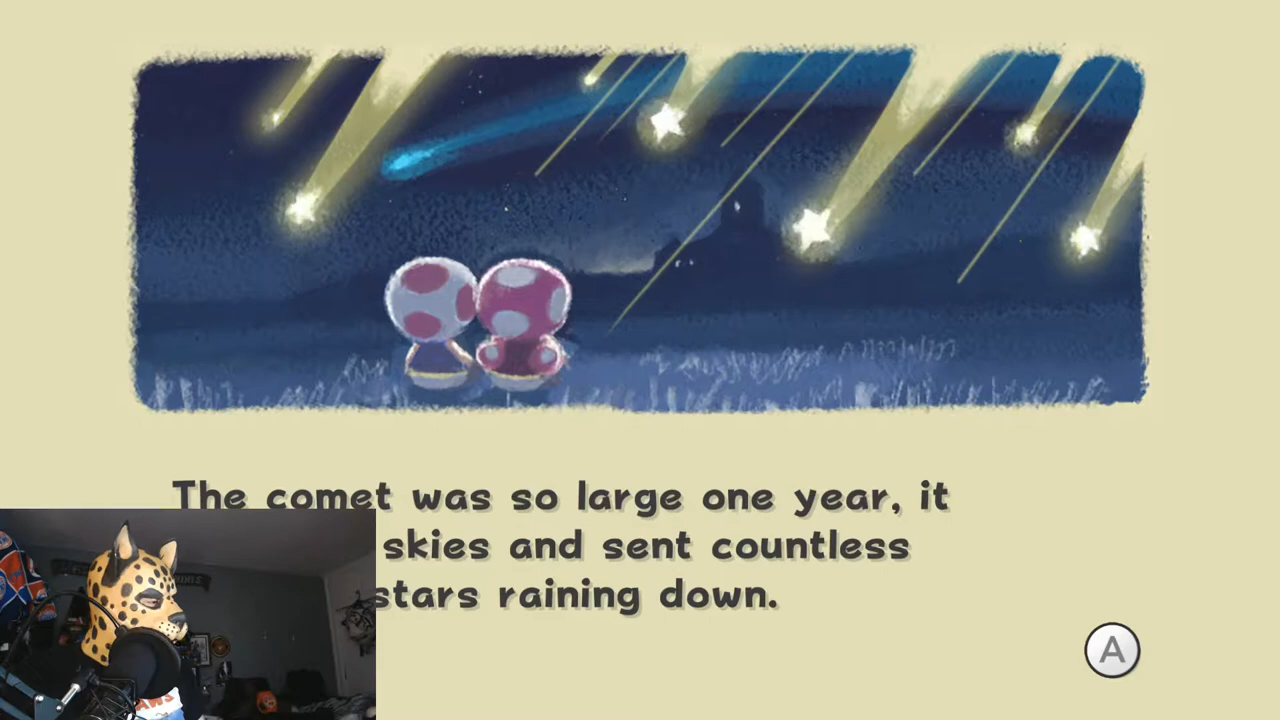 The comet was so large one year, it
skies and sent countless
stars raining down.
A